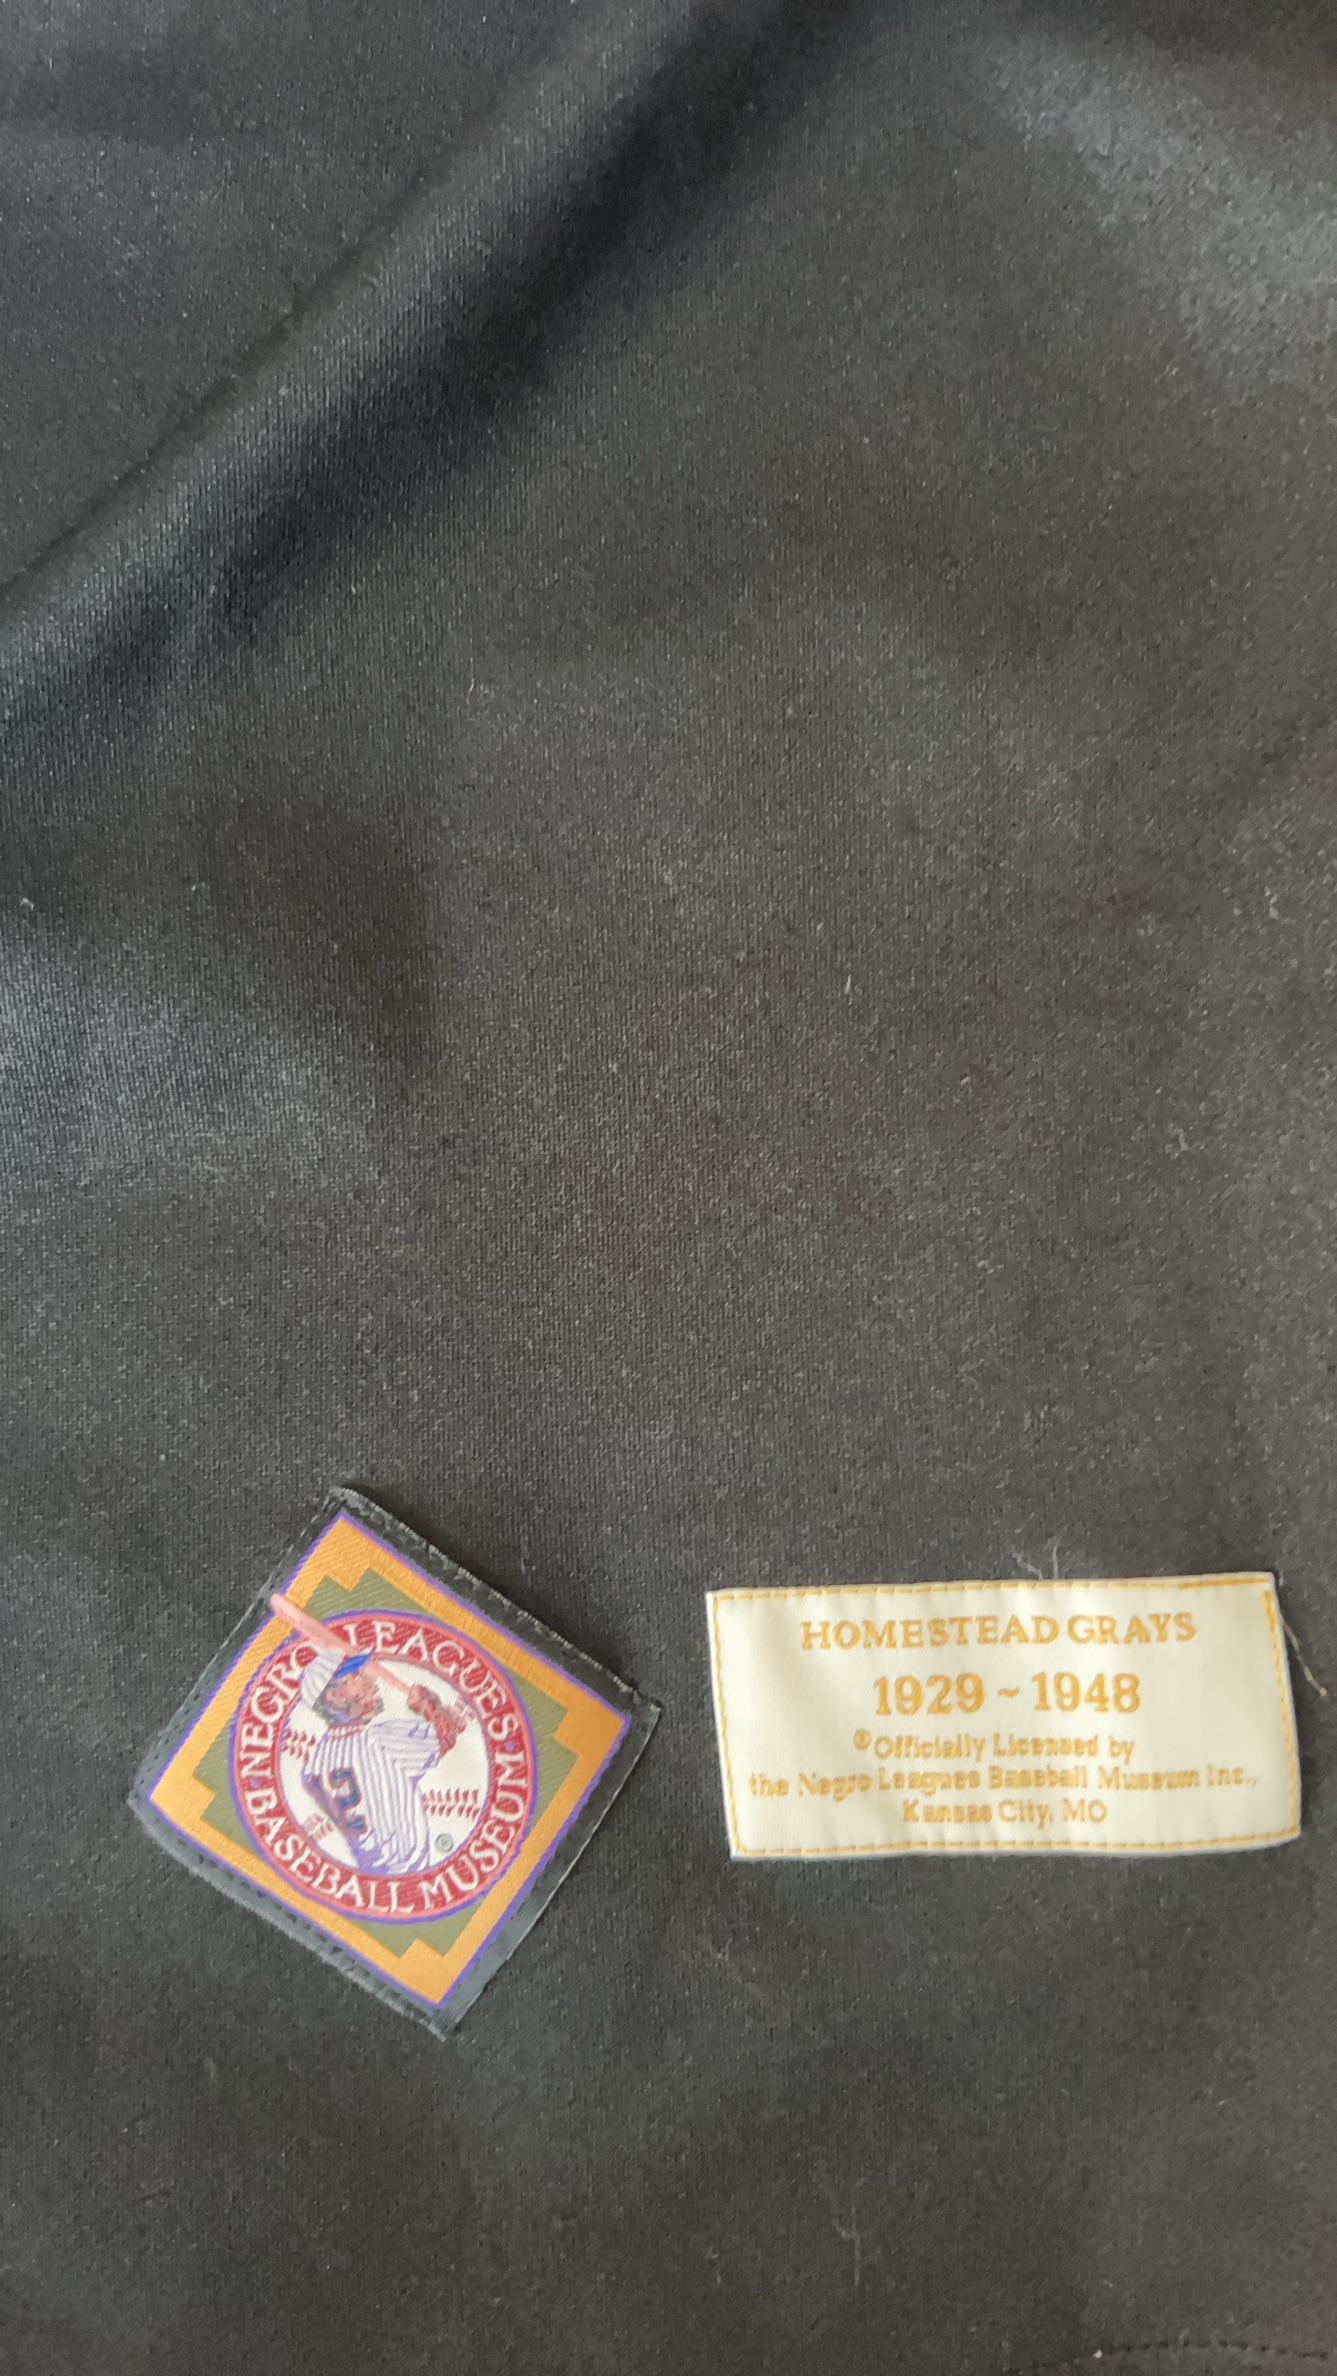 NEGRO LEAGUES
BASEBALL MUSEUM
®
HOMESTEAD GRAYS
1929 ~ 1948
®Officially Licensed by
the Negro Leagues Baseball Museum Inc.,
Kansas City, MO